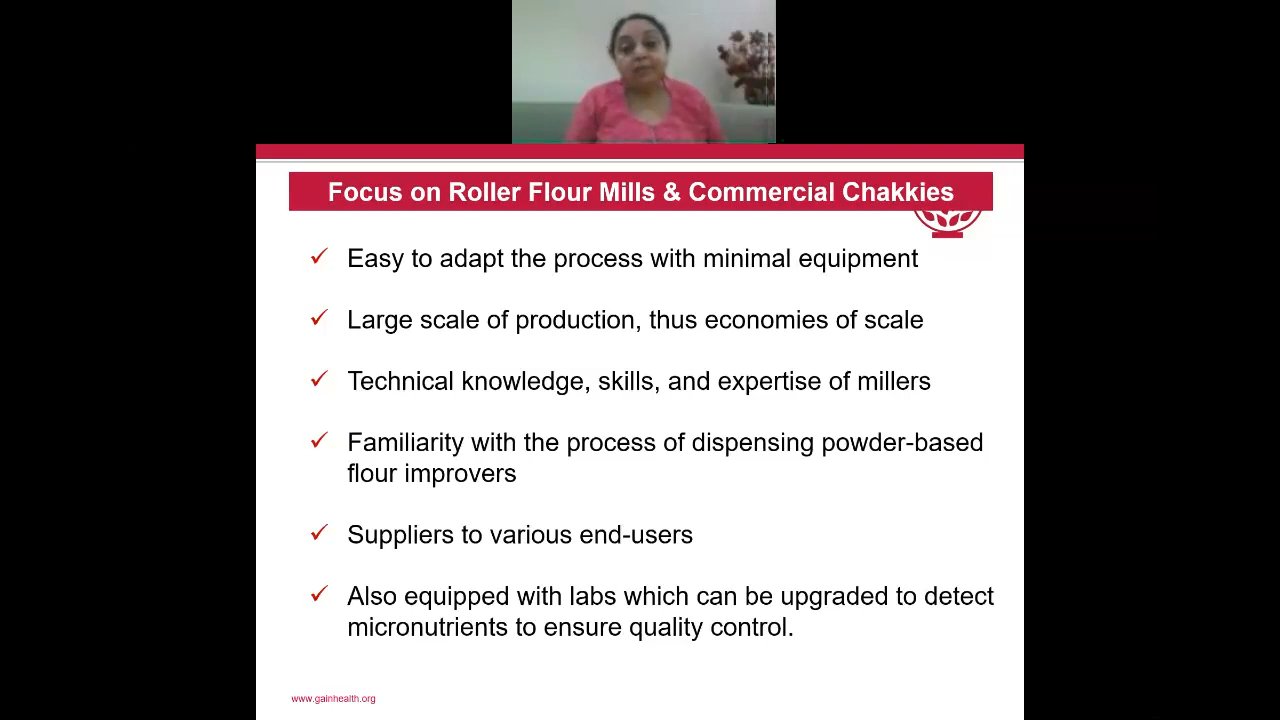 Focus on Roller Flour Mills & Commercial Chakkies
Easy to adapt the process with minimal equipment
Large scale of production, thus economies of scale
Technical knowledge, skills, and expertise of millers
Familiarity with the process of dispensing powder-based
flour improvers
Suppliers to various end-users
Also equipped with labs which can be upgraded to detect
micronutrients to ensure quality control.
www.gainhealth.org